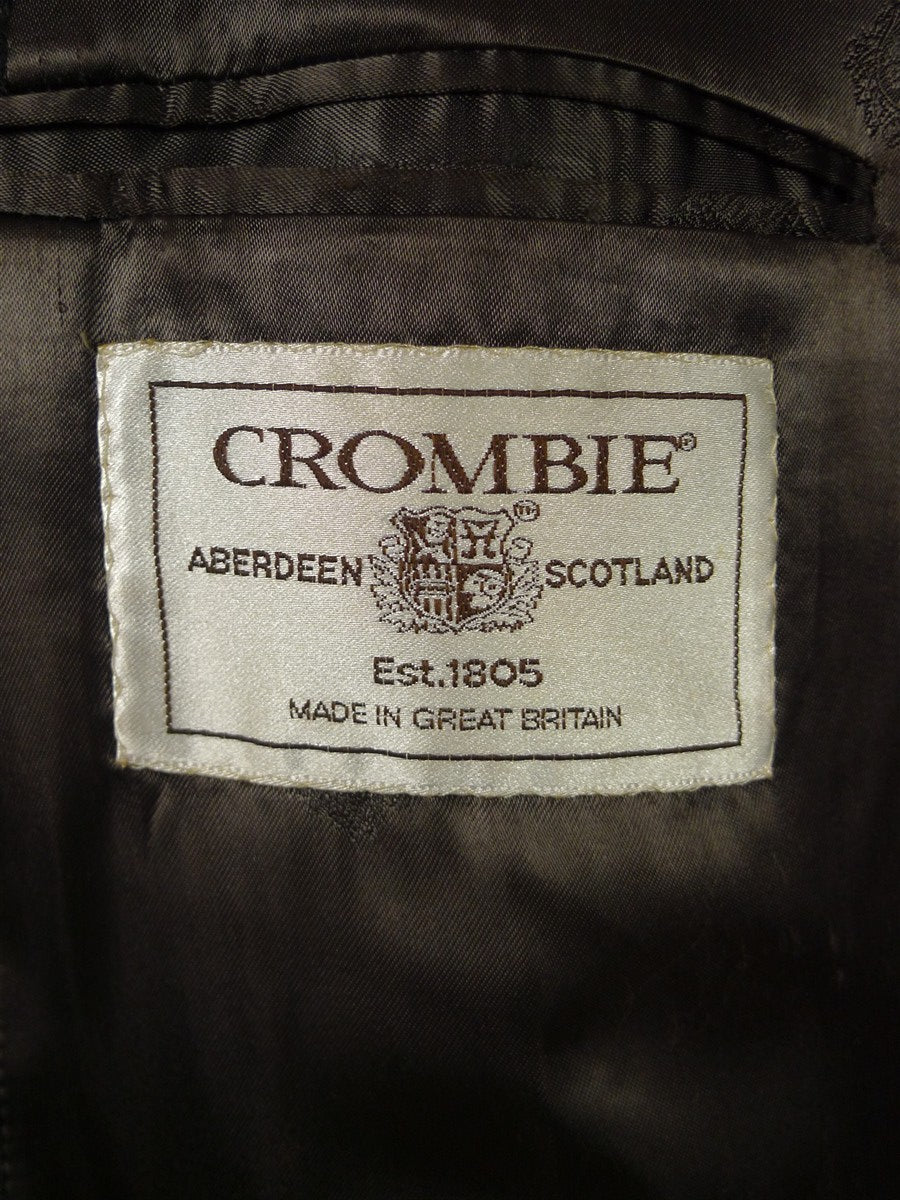 CROMBIE®
ABERDEEN SCOTLAND
Est.1805
MADE IN GREAT BRITAIN